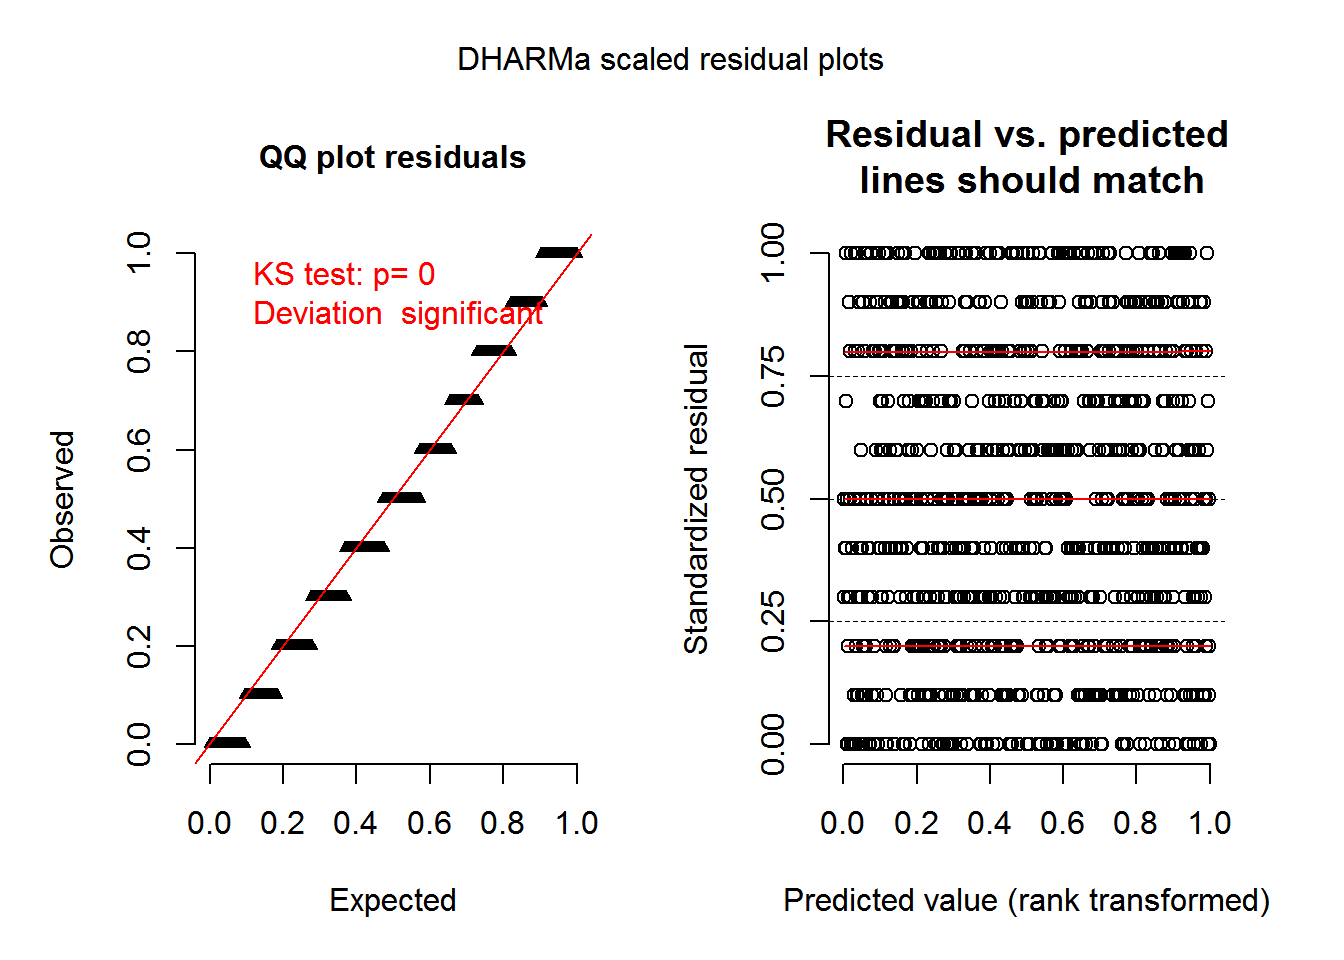 DHARMa scaled residual plots
QQ plot residuals
KS test: p= 0
Deviation  significant
Observed
0.0 0.2 0.4 0.6 0.8 1.0
0.0 0.2 0.4 0.6 0.8 1.0
Expected
Residual vs. predicted
lines should match
Standardized residual
0.00 0.25 0.50 0.75 1.00
0.0 0.2 0.4 0.6 0.8 1.0
Predicted value (rank transformed)